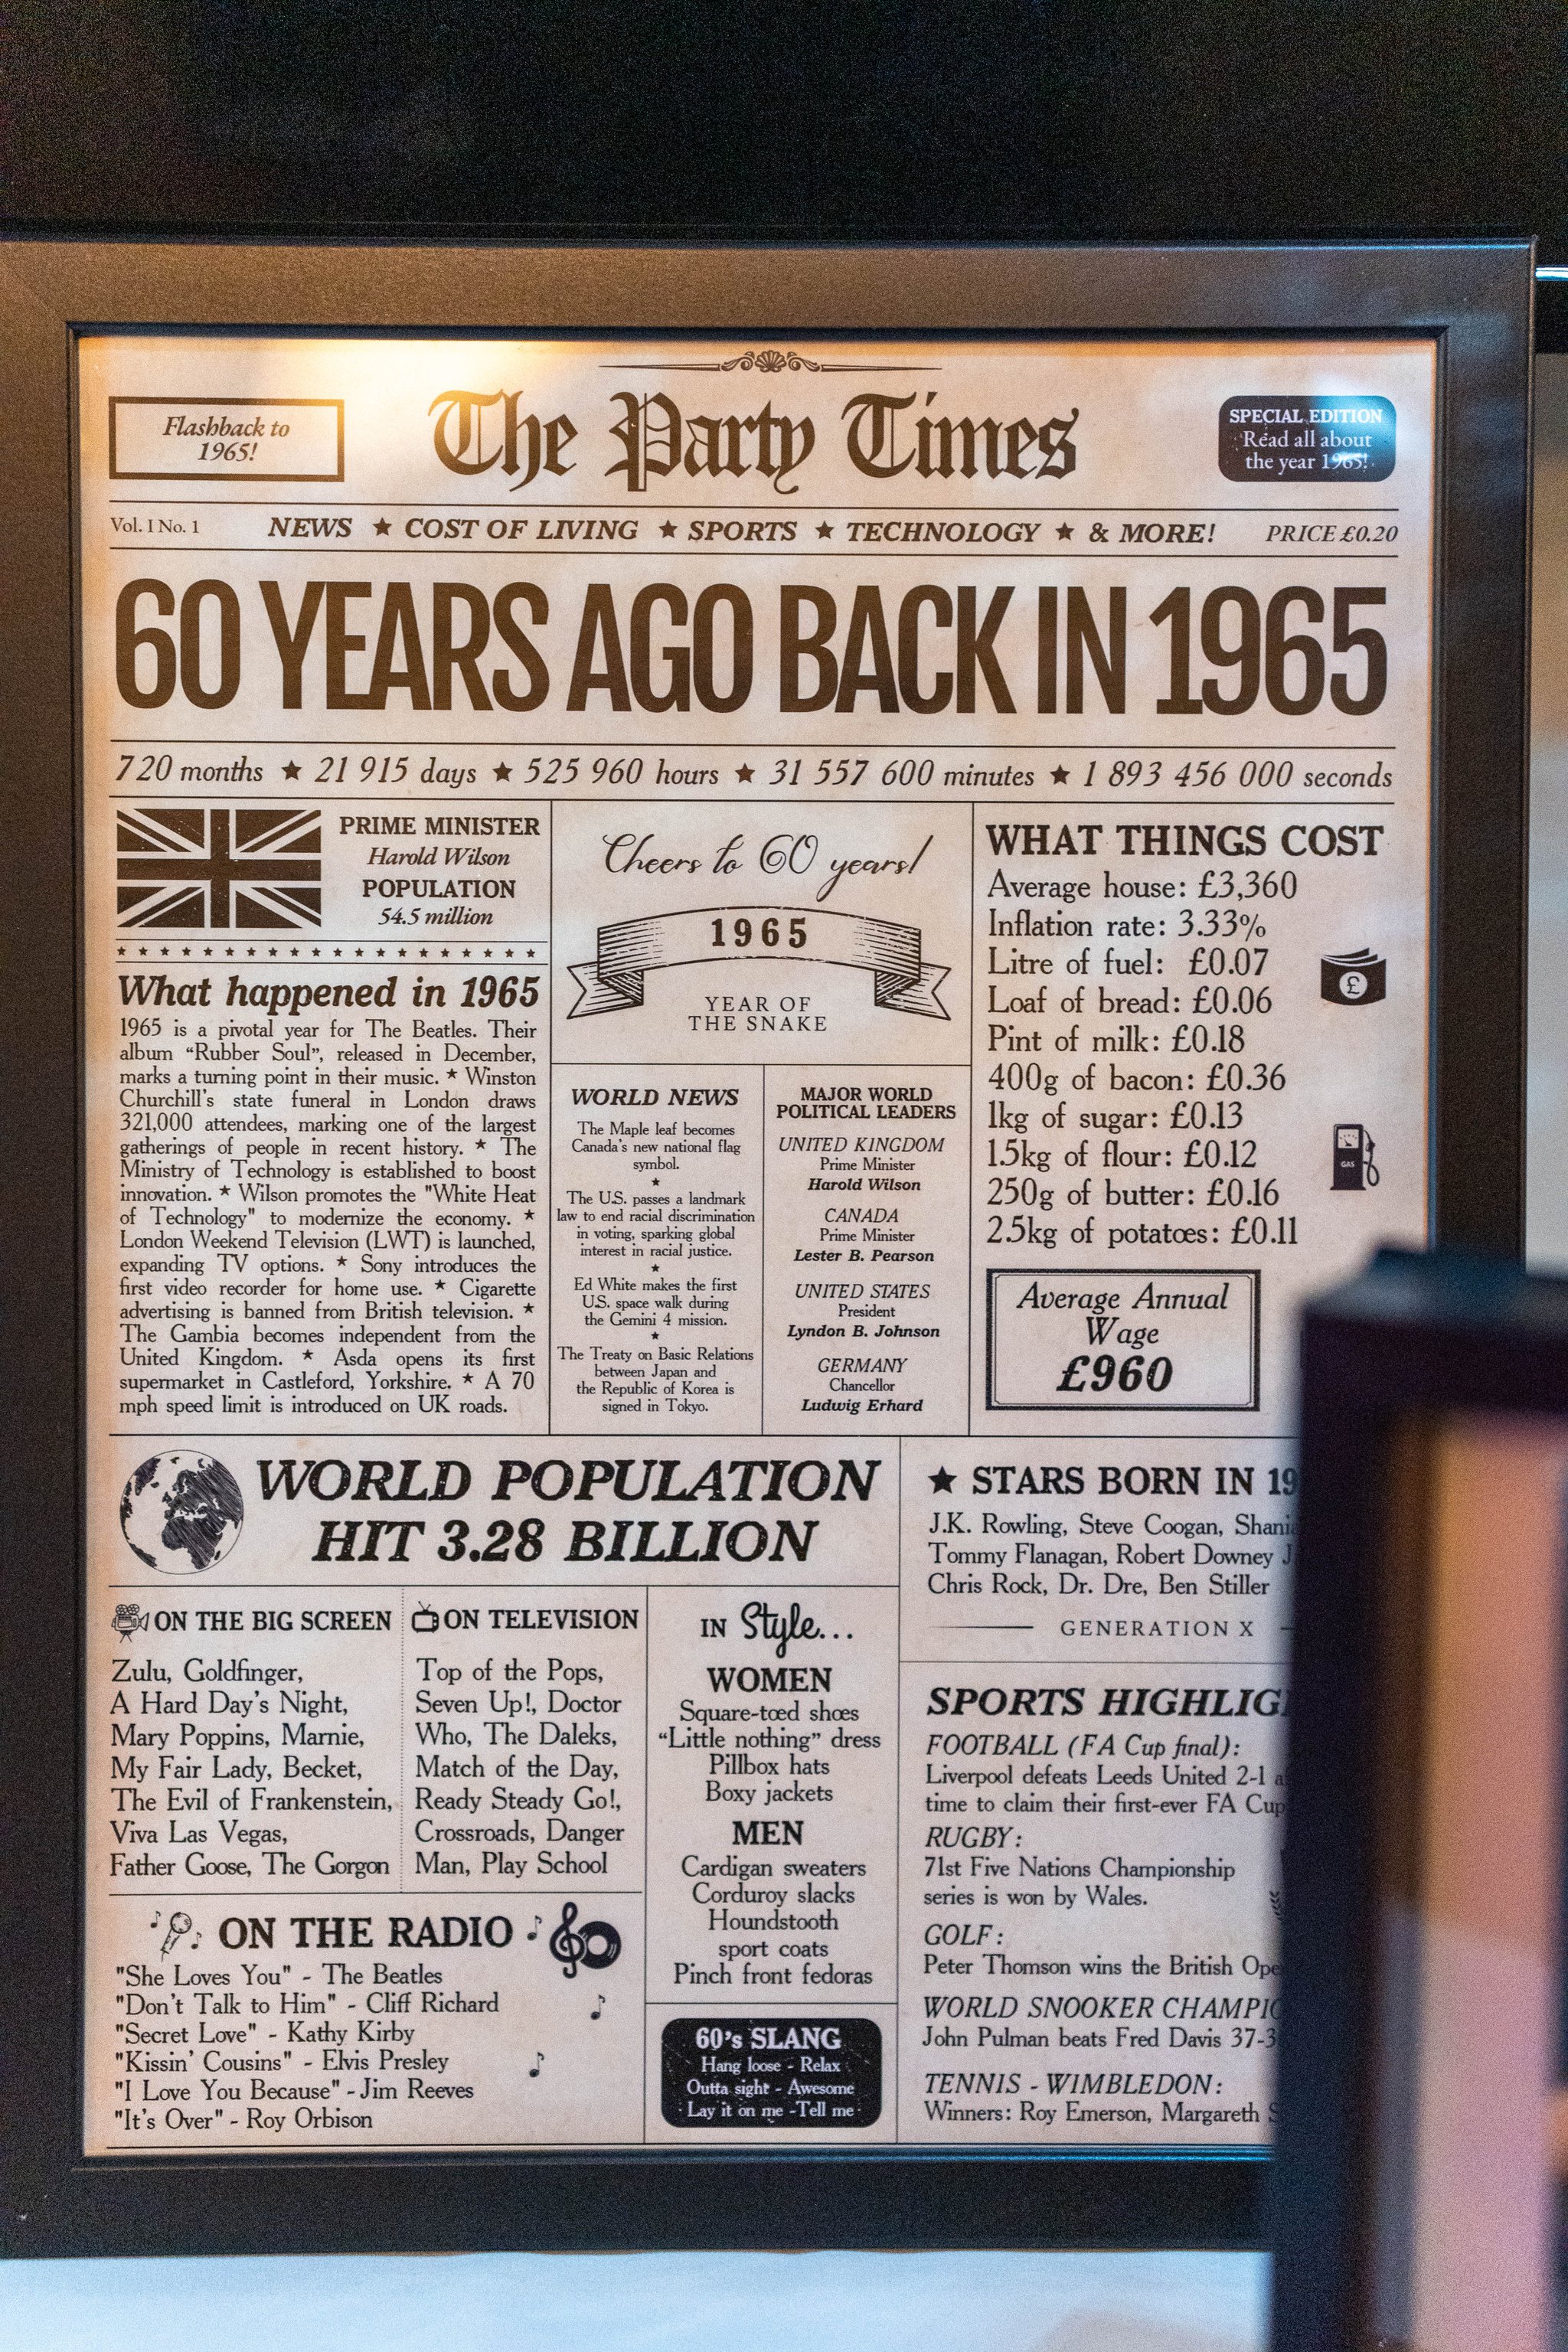 Flashback to
1965!
The Party Times
SPECIAL EDITION
Read all about
the year 1965!
Vol. I No. 1 NEWS ★ COST OF LIVING ★ SPORTS ★ TECHNOLOGY ★ & MORE! PRICE £0.20
60 YEARS AGO BACK IN 1965
720 months ★ 21 915 days ★ 525 960 hours ★ 31 557 600 minutes ★ 1 893 456 000 seconds
PRIME MINISTER
Harold Wilson
POPULATION
54.5 million
What happened in 1965
1965 is a pivotal year for The Beatles. Their
album “Rubber Soul”, released in December,
marks a turning point in their music. ★ Winston
Churchill's state funeral in London draws
321,000 attendees, marking one of the largest
gatherings of people in recent history. ★ The
Ministry of Technology is established to boost
innovation. ★ Wilson promotes the "White Heat
of Technology" to modernize the economy. ★
London Weekend Television (LWT) is launched,
expanding TV options. ★ Sony introduces the
first video recorder for home use. ★ Cigarette
advertising is banned from British television. ★
The Gambia becomes independent from the
United Kingdom. ★ Asda opens its first
supermarket in Castleford, Yorkshire. ★ A 70
mph speed limit is introduced on UK roads.
Cheers to 60 years!
1965
YEAR OF
THE SNAKE
WORLD NEWS
The Maple leaf becomes
Canada's new national flag
symbol.
★
The U.S. passes a landmark
law to end racial discrimination
in voting, sparking global
interest in racial justice.
★
Ed White makes the first
U.S. space walk during
the Gemini 4 mission.
★
The Treaty on Basic Relations
between Japan and
the Republic of Korea is
signed in Tokyo.
MAJOR WORLD
POLITICAL LEADERS
UNITED KINGDOM
Prime Minister
Harold Wilson
CANADA
Prime Minister
Lester B. Pearson
UNITED STATES
President
Lyndon B. Johnson
GERMANY
Chancellor
Ludwig Erhard
WHAT THINGS COST
Average house: £3,360
Inflation rate: 3.33%
Litre of fuel: £0.07
Loaf of bread: £0.06
Pint of milk: £0.18
400g of bacon: £0.36
1kg of sugar: £0.13
1.5kg of flour: £0.12
250g of butter: £0.16
2.5kg of potatoes: £0.11
£
GAS
Average Annual
Wage
£960
WORLD POPULATION
HIT 3.28 BILLION
★ STARS BORN IN 19
J.K. Rowling, Steve Coogan, Shania
Tommy Flanagan, Robert Downey J
Chris Rock, Dr. Dre, Ben Stiller
GENERATION X
ON THE BIG SCREEN
Zulu, Goldfinger,
A Hard Day's Night,
Mary Poppins, Marnie,
My Fair Lady, Becket,
The Evil of Frankenstein,
Viva Las Vegas,
Father Goose, The Gorgon
ON TELEVISION
Top of the Pops,
Seven Up!, Doctor
Who, The Daleks,
Match of the Day,
Ready Steady Go!,
Crossroads, Danger
Man, Play School
ON THE RADIO
"She Loves You" - The Beatles
"Don't Talk to Him" - Cliff Richard
"Secret Love" - Kathy Kirby
"Kissin' Cousins" - Elvis Presley
"I Love You Because" - Jim Reeves
"It's Over" - Roy Orbison
IN Style...
WOMEN
Square-toed shoes
“Little nothing” dress
Pillbox hats
Boxy jackets
MEN
Cardigan sweaters
Corduroy slacks
Houndstooth
sport coats
Pinch front fedoras
60's SLANG
Hang loose - Relax
Outta sight - Awesome
Lay it on me -Tell me
SPORTS HIGHLIG
FOOTBALL (FA Cup final):
Liverpool defeats Leeds United 2-1 a
time to claim their first-ever FA Cup
RUGBY:
71st Five Nations Championship
series is won by Wales.
GOLF:
Peter Thomson wins the British Ope
WORLD SNOOKER CHAMPIO
John Pulman beats Fred Davis 37-3
TENNIS - WIMBLEDON:
Winners: Roy Emerson, Margareth S